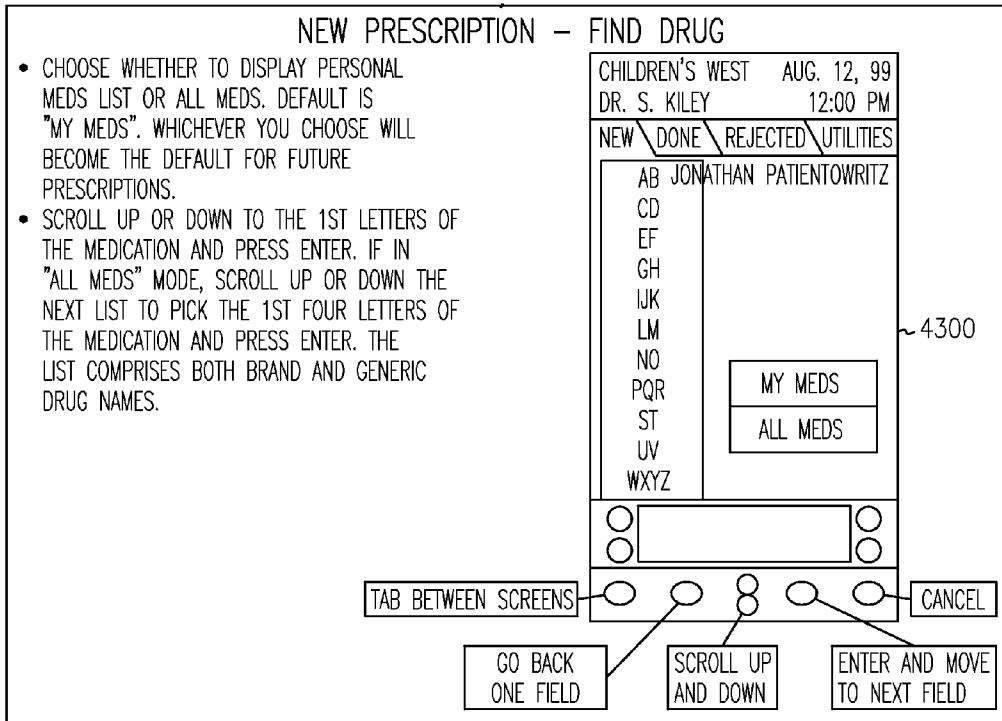 NEW PRESCRIPTION – FIND DRUG
• CHOOSE WHETHER TO DISPLAY PERSONAL
MEDS LIST OR ALL MEDS. DEFAULT IS
"MY MEDS". WHICHEVER YOU CHOOSE WILL
BECOME THE DEFAULT FOR FUTURE
PRESCRIPTIONS.
• SCROLL UP OR DOWN TO THE 1ST LETTERS OF
THE MEDICATION AND PRESS ENTER. IF IN
"ALL MEDS" MODE, SCROLL UP OR DOWN THE
NEXT LIST TO PICK THE 1ST FOUR LETTERS OF
THE MEDICATION AND PRESS ENTER. THE
LIST COMPRISES BOTH BRAND AND GENERIC
DRUG NAMES.
CHILDREN'S WEST AUG. 12, 99
DR. S. KILEY 12:00 PM
NEW DONE REJECTED UTILITIES
AB JONATHAN PATIENTOWRITZ
CD
EF
GH
IJK
LM
NO
PQR
ST
UV
WXYZ
MY MEDS
ALL MEDS
4300
TAB BETWEEN SCREENS
CANCEL
GO BACK
ONE FIELD
SCROLL UP
AND DOWN
ENTER AND MOVE
TO NEXT FIELD